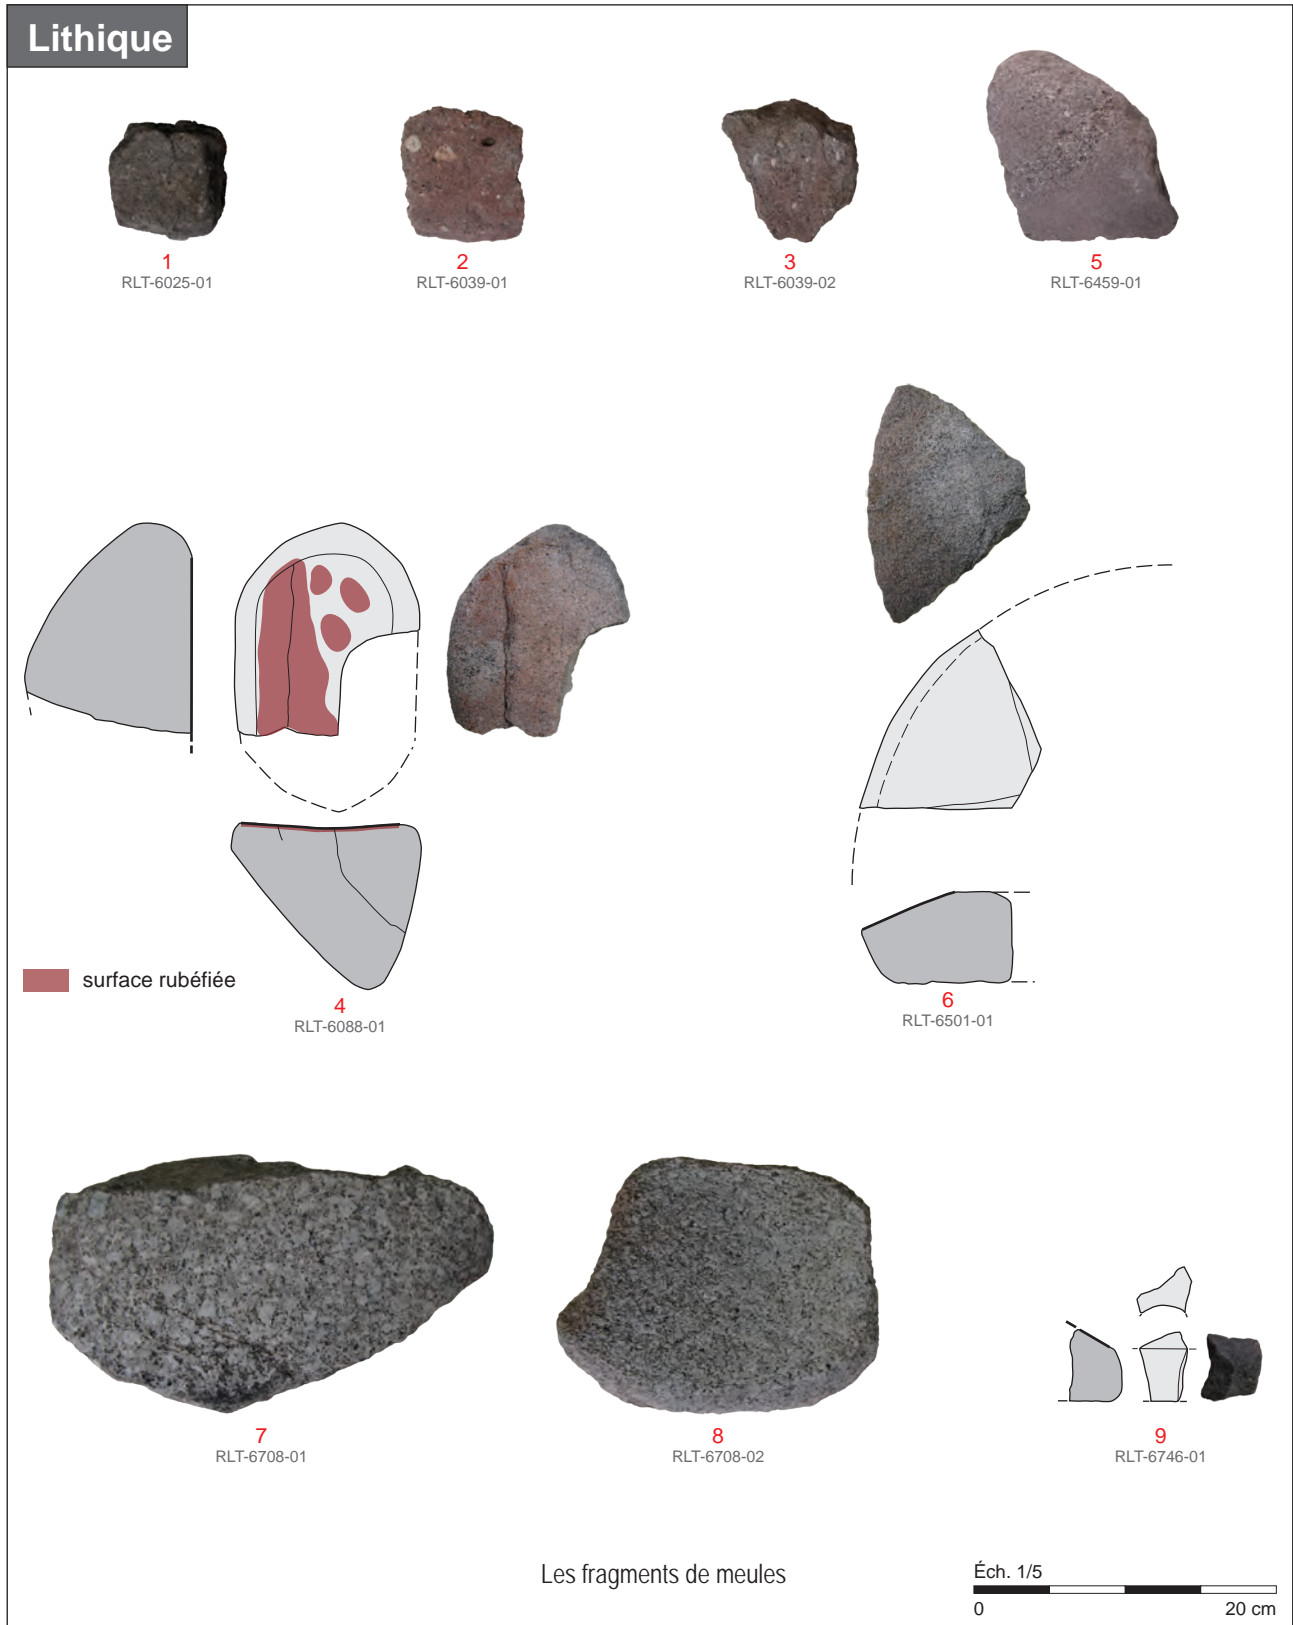 Lithique
1
RLT-6025-01
2
RLT-6039-01
3
RLT-6039-02
5
RLT-6459-01
surface rubéfiée
4
RLT-6088-01
6
RLT-6501-01
7
RLT-6708-01
8
RLT-6708-02
9
RLT-6746-01
Les fragments de meules
Éch. 1/5
0 20 cm